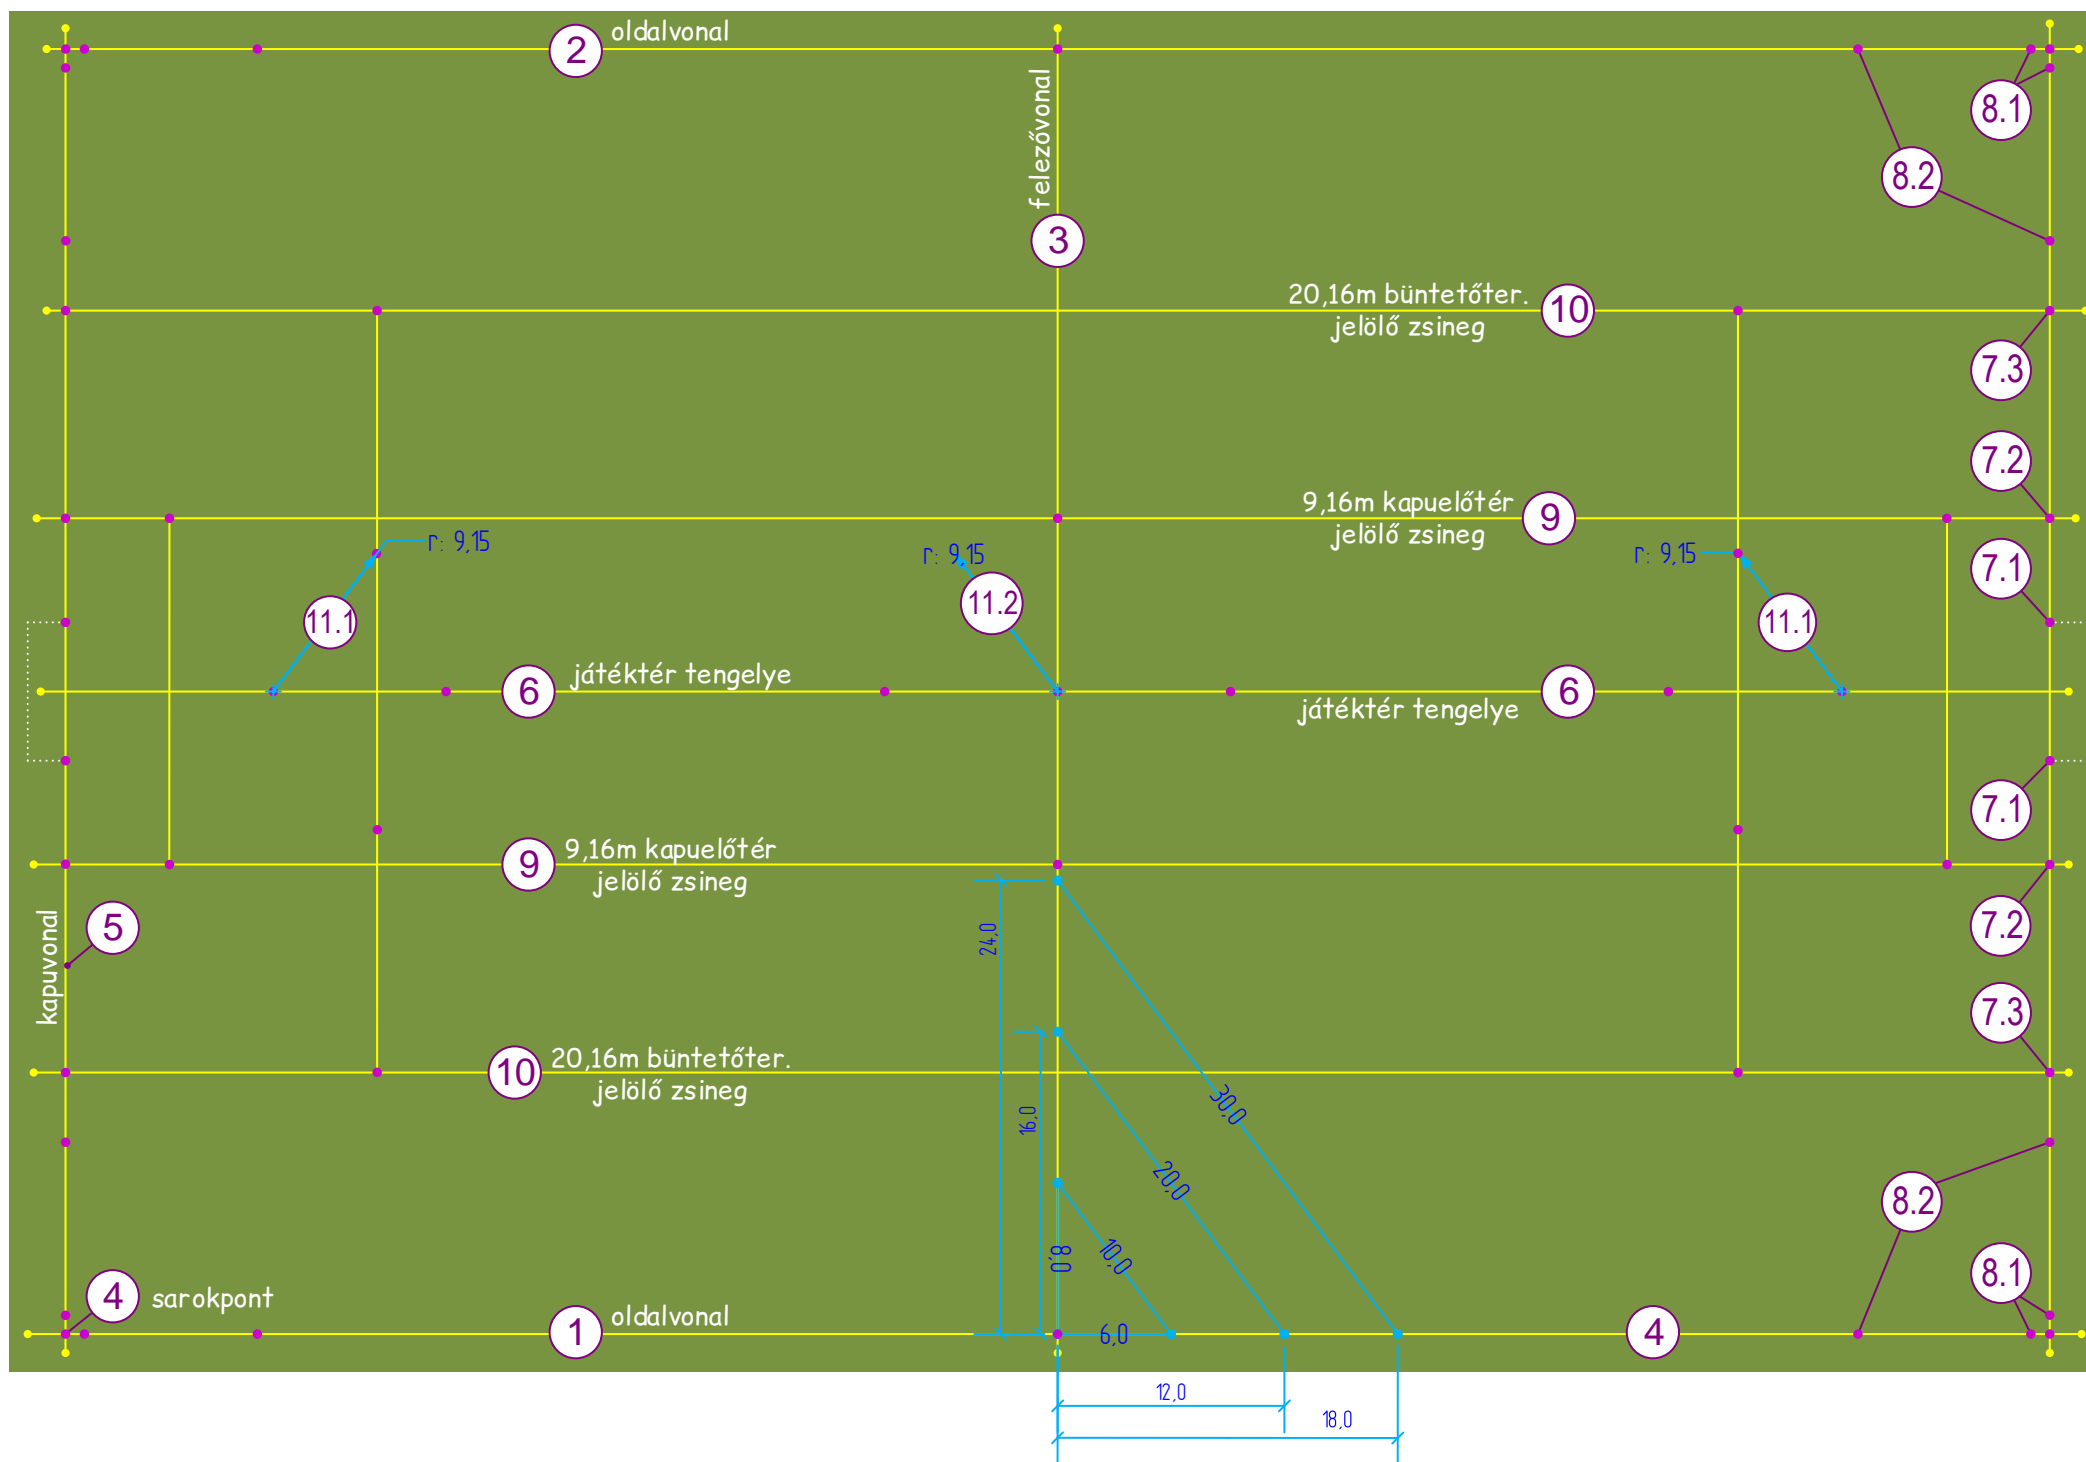 oldalvonal
2
8.1
felezővonal
8.2
3
20,16m büntetőter.
jelölő zsineg
10
7.3
7.2
9,16m kapuelőtér
jelölő zsineg
9
r: 9,15
r: 9,15
r: 9,15
7.1
11.1
11.2
11.1
6
játéktér tengelye
6
játéktér tengelye
7.1
9
9,16m kapuelőtér
jelölő zsineg
kapuvonal
5
24,0
7.2
7.3
10
20,16m büntetőter.
jelölő zsineg
16,0
30,0
20,0
8.2
8,0
10,0
8.1
4
sarokpont
1
oldalvonal
6,0
4
12,0
18,0